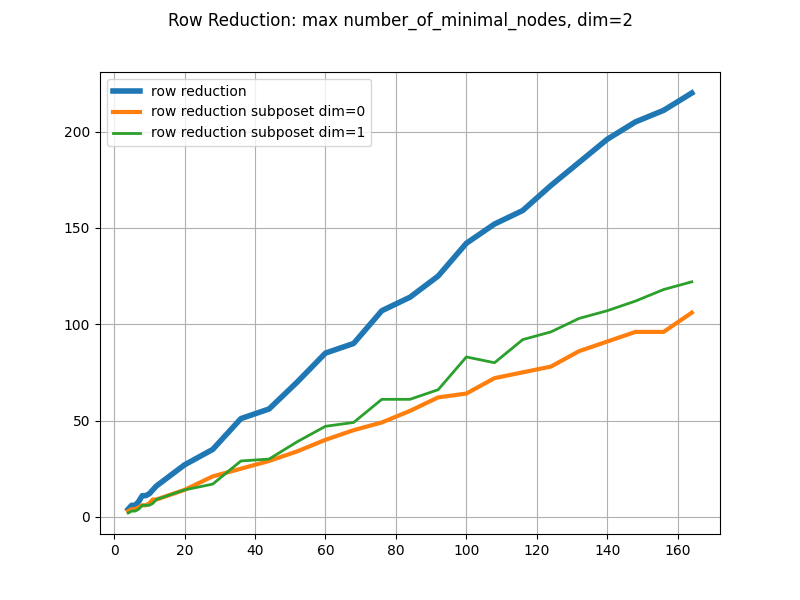 Row Reduction: max number_of_minimal_nodes, dim=2
row reduction
row reduction subposet dim=0
row reduction subposet dim=1
200
150
100
50
0
0 20 40 60 80 100 120 140 160